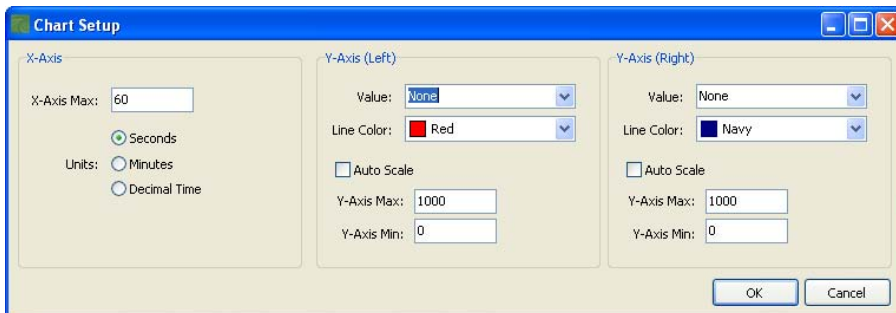 Chart Setup
X-Axis
X-Axis Max: 60
Seconds
Units: Minutes
Decimal Time
Y-Axis (Left)
Value: None
Line Color: Red
Auto Scale
Y-Axis Max: 1000
Y-Axis Min: 0
Y-Axis (Right)
Value: None
Line Color: Navy
Auto Scale
Y-Axis Max: 1000
Y-Axis Min: 0
OK Cancel